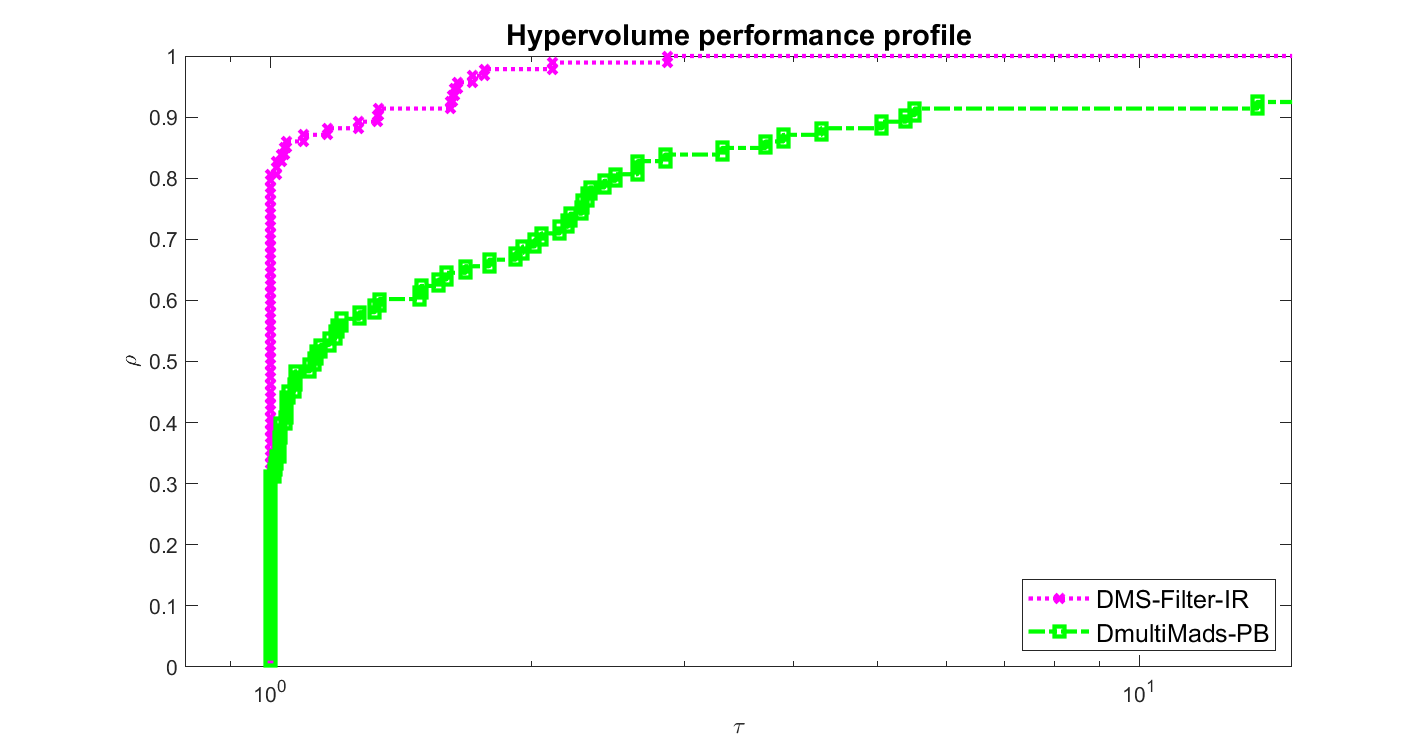 Hypervolume performance profile
1
0.9
0.8
0.7
0.6
0.5
0.4
0.3
0.2
0.1
0
ρ
10⁰
10¹
τ
DMS-Filter-IR
DmultiMads-PB